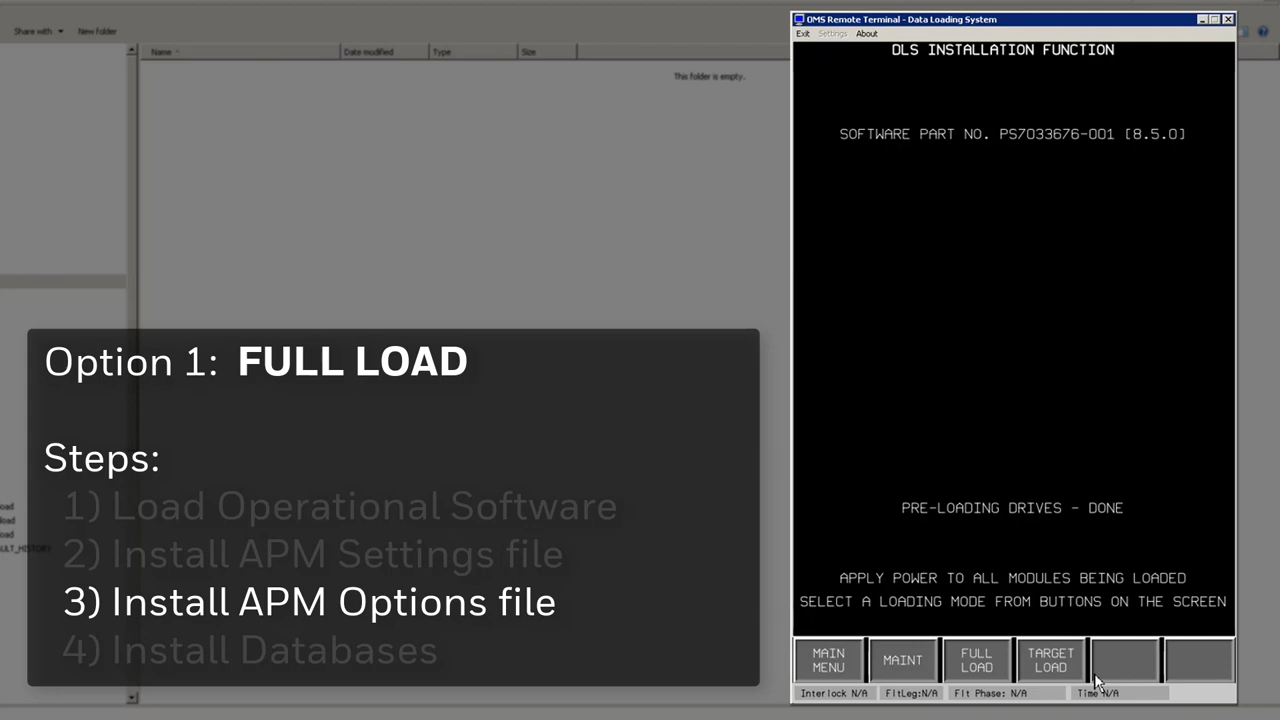 Share with
New folder
Name
Date modified
Type
Size
This folder is empty.
OMS Remote Terminal - Data Loading System
Exit
Settings
About
DLS INSTALLATION FUNCTION
SOFTWARE PART NO. PS7033676-001 [8.5.0]
Option 1: FULL LOAD
Steps:
1) Load Operational Software
2) Install APM Settings file
3) Install APM Options file
4) Install Databases
PRE-LOADING DRIVES - DONE
APPLY POWER TO ALL MODULES BEING LOADED
SELECT A LOADING MODE FROM BUTTONS ON THE SCREEN
MAIN MENU
MAINT
FULL LOAD
TARGET LOAD
Interlock N/A
FltLeg:N/A
Flt Phase: N/A
Time N/A